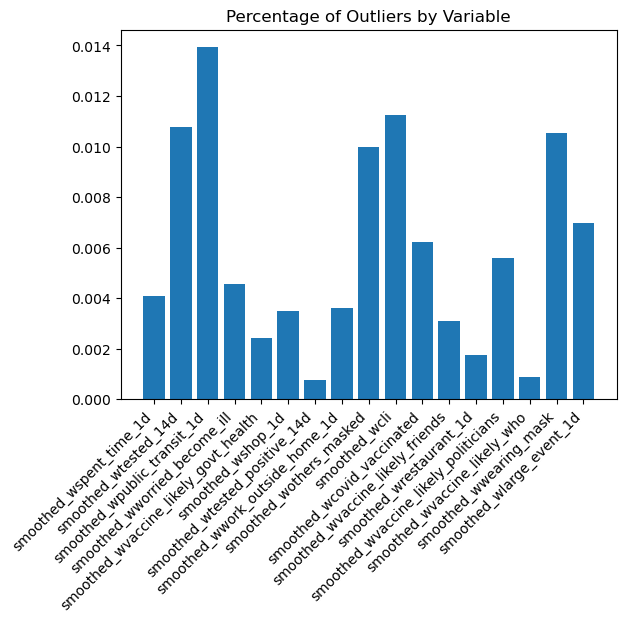 Percentage of Outliers by Variable
0.014
0.012
0.010
0.008
0.006
0.004
0.002
0.000
smoothed_wspent_time_1d
smoothed_wtested_14d
smoothed_wpublic_transit_1d
smoothed_wworried_become_ill
smoothed_wvaccine_likely_govt_health
smoothed_wshop_1d
smoothed_wtested_positive_14d
smoothed_wwork_outside_home_1d
smoothed_wothers_masked
smoothed_wcli
smoothed_wcovid_vaccinated
smoothed_wvaccine_likely_friends
smoothed_wrestaurant_1d
smoothed_wvaccine_likely_politicians
smoothed_wvaccine_likely_who
smoothed_wwearing_mask
smoothed_wlarge_event_1d